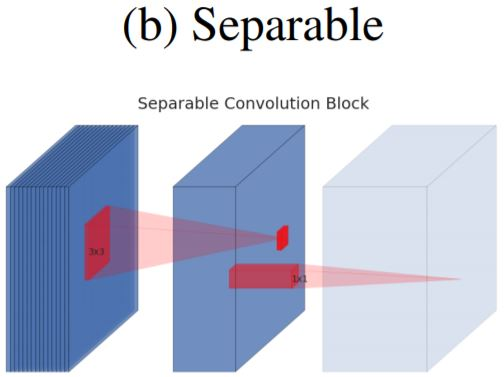 (b) Separable
Separable Convolution Block
3x3
1x1